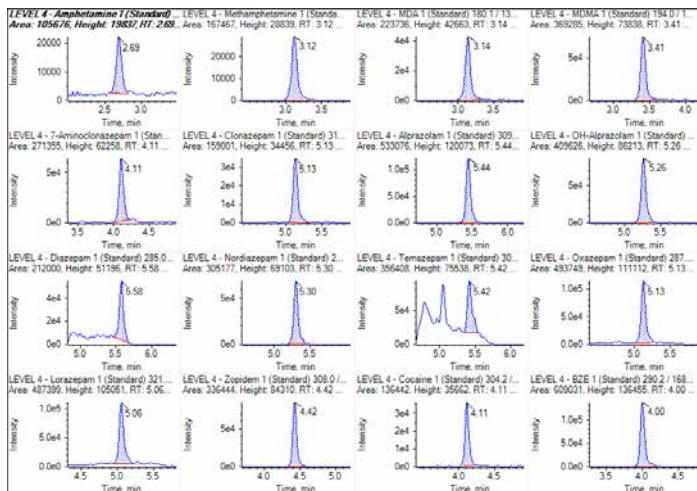 LEVEL 4 - Amphetamine 1 (Standard) ...
Area: 105676, Height: 19837, RT: 2.69...
Intensity
20000
10000
0
2.69
2.5 3.0
Time, min
LEVEL 4 - Methamphetamine 1 (Standa...
Area: 167467, Height: 28839, RT: 3.12 ...
Intensity
20000
10000
0
3.12
3.0 3.5
Time, min
LEVEL 4 - MDA 1 (Standard) 180.1 / 13...
Area: 223736, Height: 42663, RT: 3.14 ...
Intensity
4e4
2e4
0e0
3.14
3.0 3.5
Time, min
LEVEL 4 - MDMA 1 (Standard) 194.0 / 1...
Area: 369285, Height: 73838, RT: 3.41 ...
Intensity
5e4
0e0
3.41
3.0 3.5 4.0
Time, min
LEVEL 4 - 7-Aminoclonazepam 1 (Stan...
Area: 271355, Height: 62258, RT: 4.11 ...
Intensity
5e4
0e0
4.11
3.5 4.0 4.5
Time, min
LEVEL 4 - Clonazepam 1 (Standard) 31...
Area: 159001, Height: 34456, RT: 5.13 ...
Intensity
3e4
2e4
1e4
0e0
5.13
5.0 5.5
Time, min
LEVEL 4 - Alprazolam 1 (Standard) 309...
Area: 533076, Height: 120073, RT: 5.44...
Intensity
1.0e5
5.0e4
0.0e0
5.44
5.0 5.5 6.0
Time, min
LEVEL 4 - OH-Alprazolam 1 (Standard) ...
Area: 409626, Height: 86213, RT: 5.26 ...
Intensity
5e4
0e0
5.26
5.0 5.5
Time, min
LEVEL 4 - Diazepam 1 (Standard) 285.0...
Area: 212000, Height: 51196, RT: 5.58 ...
Intensity
4e4
2e4
0e0
5.58
5.0 5.5 6.0
Time, min
LEVEL 4 - Nordiazepam 1 (Standard) 2...
Area: 305177, Height: 69103, RT: 5.30 ...
Intensity
5e4
0e0
5.30
5.0 5.5
Time, min
LEVEL 4 - Temazepam 1 (Standard) 30...
Area: 356408, Height: 75538, RT: 5.42 ...
Intensity
5e4
0e0
5.42
5.0 5.5 6.0
Time, min
LEVEL 4 - Oxazepam 1 (Standard) 287....
Area: 493749, Height: 111112, RT: 5.13...
Intensity
1.0e5
5.0e4
0.0e0
5.13
5.0 5.5
Time, min
LEVEL 4 - Lorazepam 1 (Standard) 321....
Area: 487399, Height: 105051, RT: 5.06...
Intensity
1.0e5
5.0e4
0.0e0
5.06
4.5 5.0 5.5
Time, min
LEVEL 4 - Zopidem 1 (Standard) 308.0 /...
Area: 336444, Height: 84310, RT: 4.42 ...
Intensity
5e4
0e0
4.42
4.0 4.5 5.0
Time, min
LEVEL 4 - Cocaine 1 (Standard) 304.2 /...
Area: 136442, Height: 35662, RT: 4.11 ...
Intensity
3e4
2e4
1e4
0e0
4.11
4.0 4.5
Time, min
LEVEL 4 - BZE 1 (Standard) 290.2 / 168...
Area: 609031, Height: 136455, RT: 4.00 ...
Intensity
1.0e5
5.0e4
0.0e0
4.00
3.5 4.0 4.5
Time, min